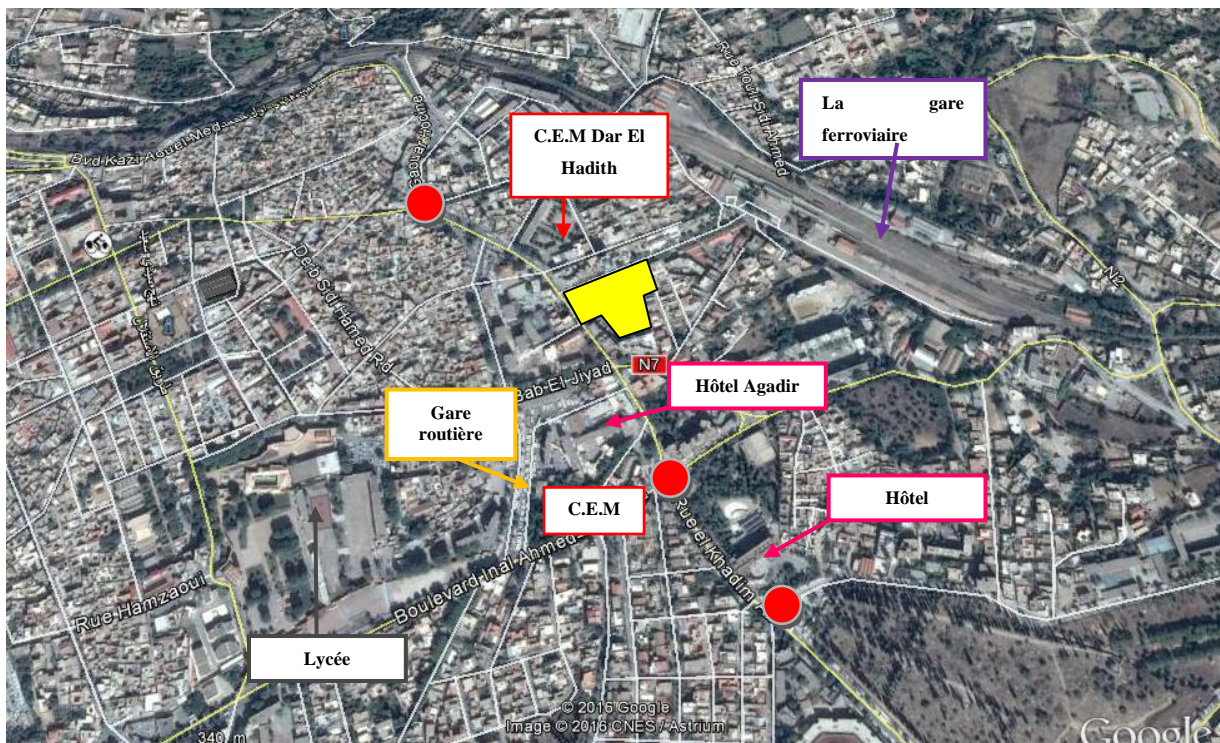 Rue Touli Sidi Ahmed
La gare
ferroviaire
C.E.M Dar El
Hadith
Bvd Kazi Aouel Med
Derb Sidi Hamed Rd
N2
N7
Bab El Jiyad
Hôtel Agadir
Gare
routière
C.E.M
Hôtel
Rue el Khadim
Boulevard Inal Ahmed
Rue Hamzaoui
Lycée
© 2016 Google
Image © 2016 CNES / Astrium
Google
340 m